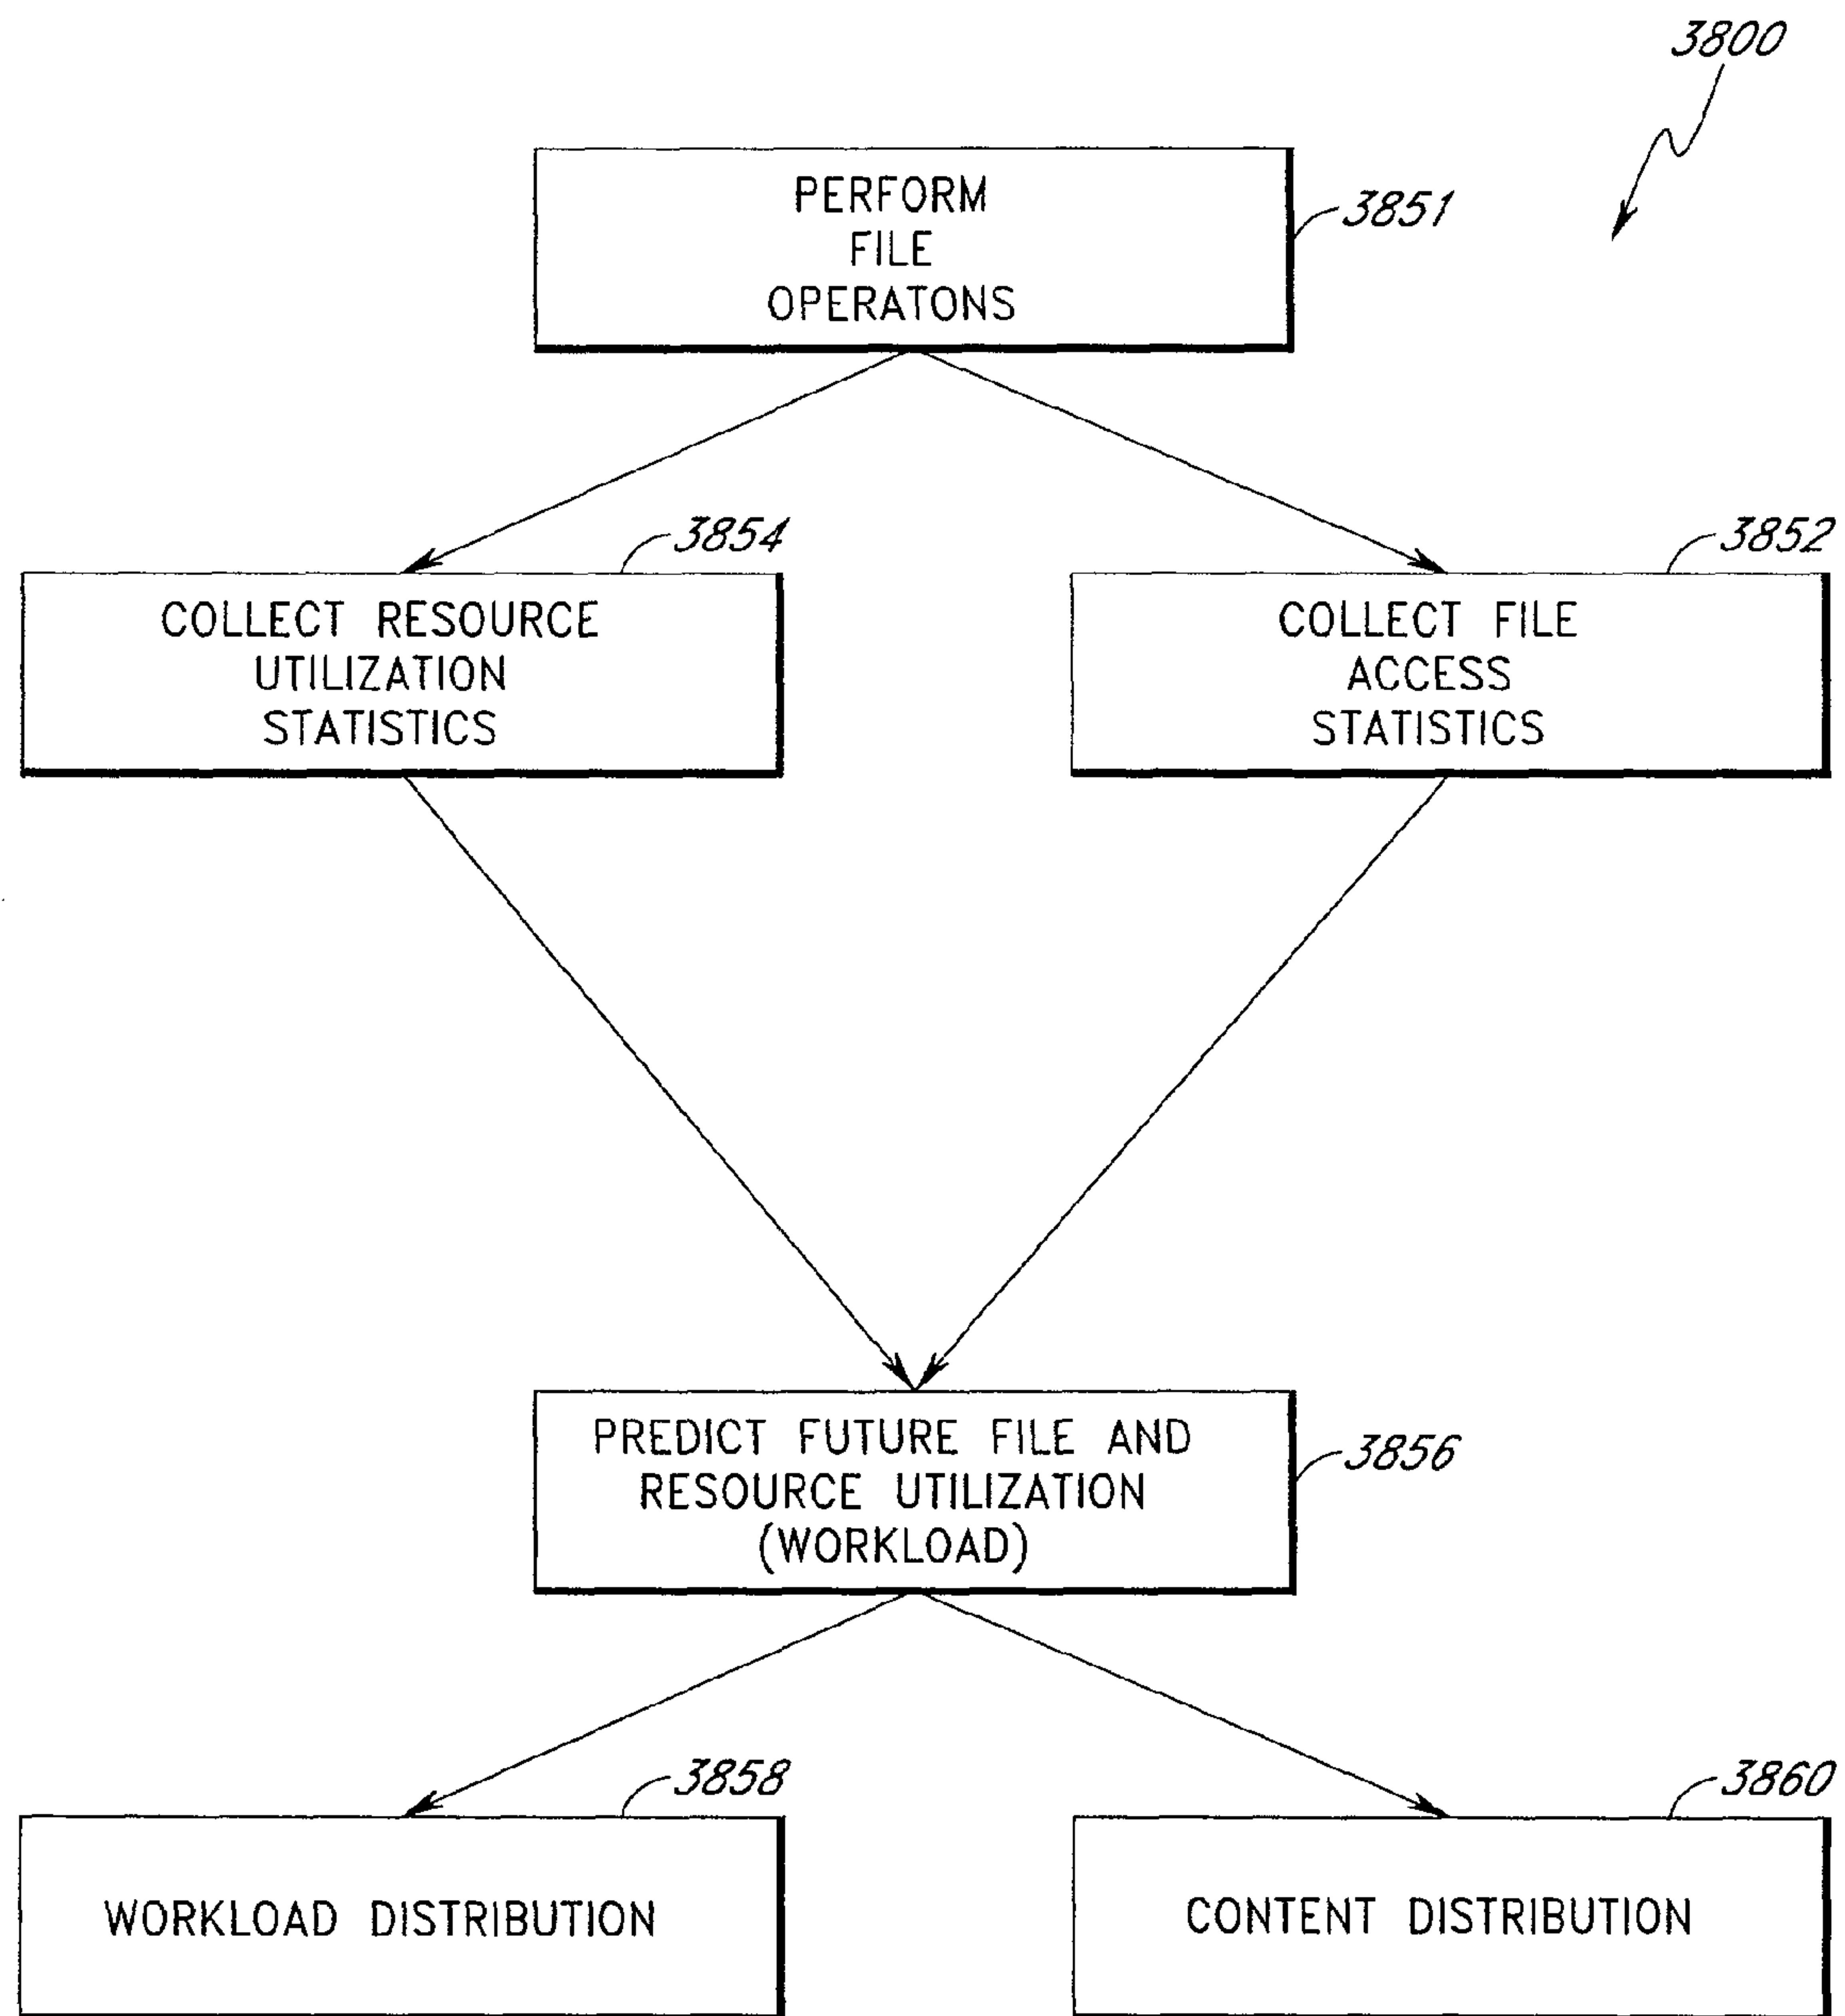 3800
PERFORM
FILE
OPERATONS
3851
3854
3852
COLLECT RESOURCE
UTILIZATION
STATISTICS
COLLECT FILE
ACCESS
STATISTICS
PREDICT FUTURE FILE AND
RESOURCE UTILIZATION
(WORKLOAD)
3856
3858
3860
WORKLOAD DISTRIBUTION
CONTENT DISTRIBUTION